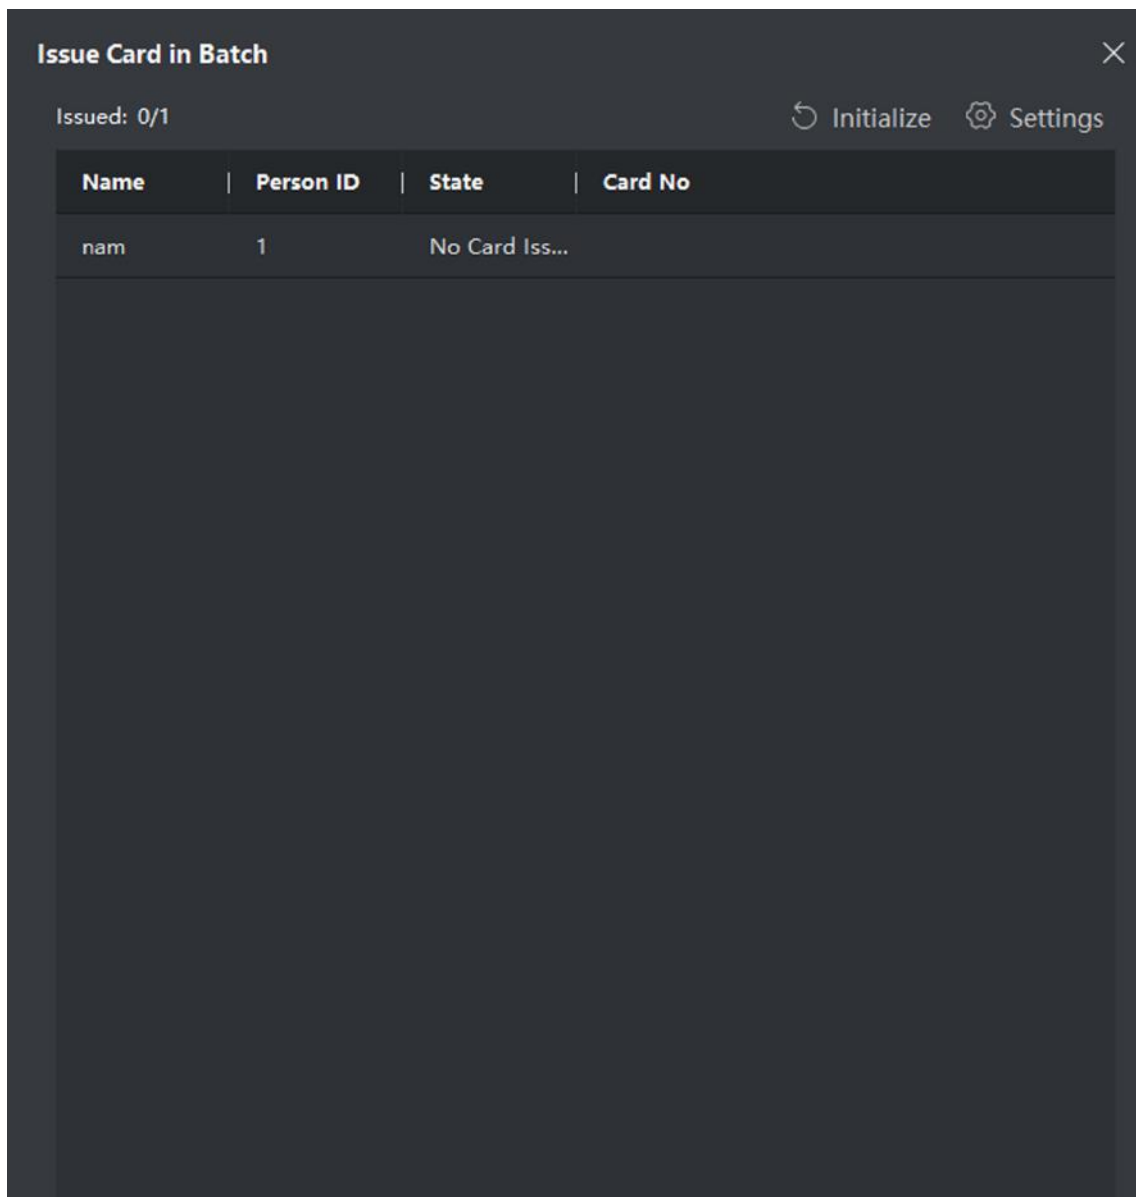 Issue Card in Batch
Issued: 0/1 Initialize Settings
Name | Person ID | State | Card No
nam 1 No Card Iss...